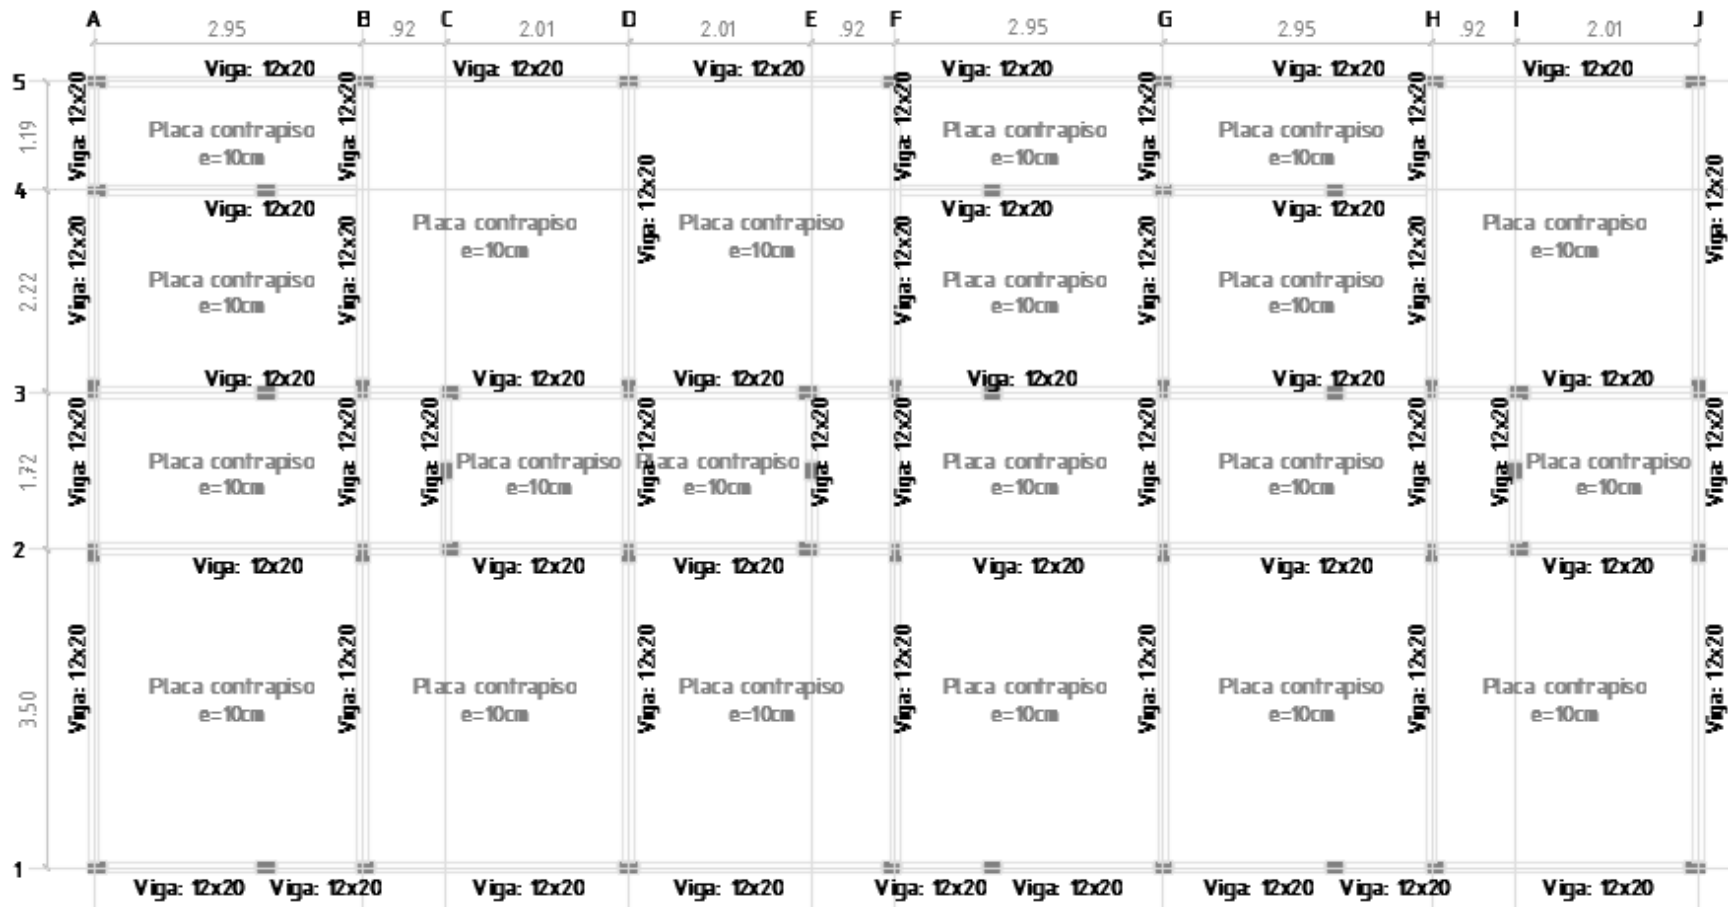 A B C D E F G H I J
2.95 .92 2.01 2.01 .92 2.95 2.95 .92 2.01
Viga: 12x20 Viga: 12x20 Viga: 12x20 Viga: 12x20 Viga: 12x20 Viga: 12x20
5
Viga: 12x20 Viga: 12x20 Viga: 12x20 Viga: 12x20 Viga: 12x20
1.19
Placa contrapiso Placa contrapiso Placa contrapiso
e=10cm e=10cm e=10cm
4
Viga: 12x20 Viga: 12x20
Viga: 12x20 Viga: 12x20 Viga: 12x20
Placa contrapiso Placa contrapiso Placa contrapiso
e=10cm e=10cm e=10cm
Viga: 12x20 Viga: 12x20 Viga: 12x20 Viga: 12x20 Viga: 12x20
2.22
Placa contrapiso Placa contrapiso Placa contrapiso
e=10cm e=10cm e=10cm
Viga: 12x20 Viga: 12x20 Viga: 12x20 Viga: 12x20 Viga: 12x20 Viga: 12x20
3
Viga: 12x20 Viga: 12x20 Viga: 12x20 Viga: 12x20 Viga: 12x20 Viga: 12x20 Viga: 12x20 Viga: 12x20 Viga: 12x20 Viga: 12x20
1.72
Placa contrapiso Placa contrapiso Placa contrapiso Placa contrapiso Placa contrapiso Placa contrapiso
e=10cm e=10cm e=10cm e=10cm e=10cm e=10cm
2
Viga: 12x20 Viga: 12x20 Viga: 12x20 Viga: 12x20 Viga: 12x20 Viga: 12x20
Viga: 12x20 Viga: 12x20 Viga: 12x20 Viga: 12x20 Viga: 12x20 Viga: 12x20 Viga: 12x20
3.50
Placa contrapiso Placa contrapiso Placa contrapiso Placa contrapiso Placa contrapiso Placa contrapiso
e=10cm e=10cm e=10cm e=10cm e=10cm e=10cm
1
Viga: 12x20 Viga: 12x20 Viga: 12x20 Viga: 12x20 Viga: 12x20 Viga: 12x20 Viga: 12x20 Viga: 12x20 Viga: 12x20